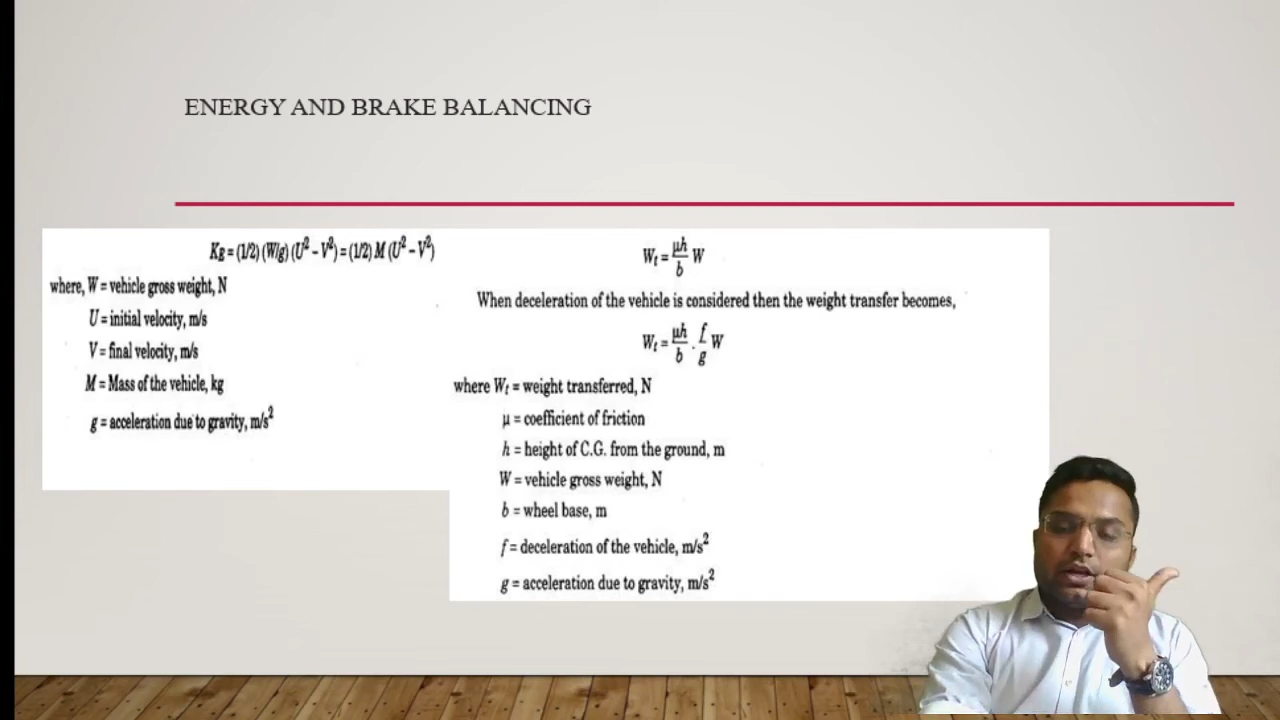 ENERGY AND BRAKE BALANCING
Kg = (1/2) (W/g) (U² – V²) = (1/2) M (U² – V²)
where, W = vehicle gross weight, N
U = initial velocity, m/s
V = final velocity, m/s
M = Mass of the vehicle, kg
g = acceleration due to gravity, m/s²
Wₜ = μh/b W
When deceleration of the vehicle is considered then the weight transfer becomes,
Wₜ = μh/b . f/g W
where Wₜ = weight transferred, N
μ = coefficient of friction
h = height of C.G. from the ground, m
W = vehicle gross weight, N
b = wheel base, m
f = deceleration of the vehicle, m/s²
g = acceleration due to gravity, m/s²